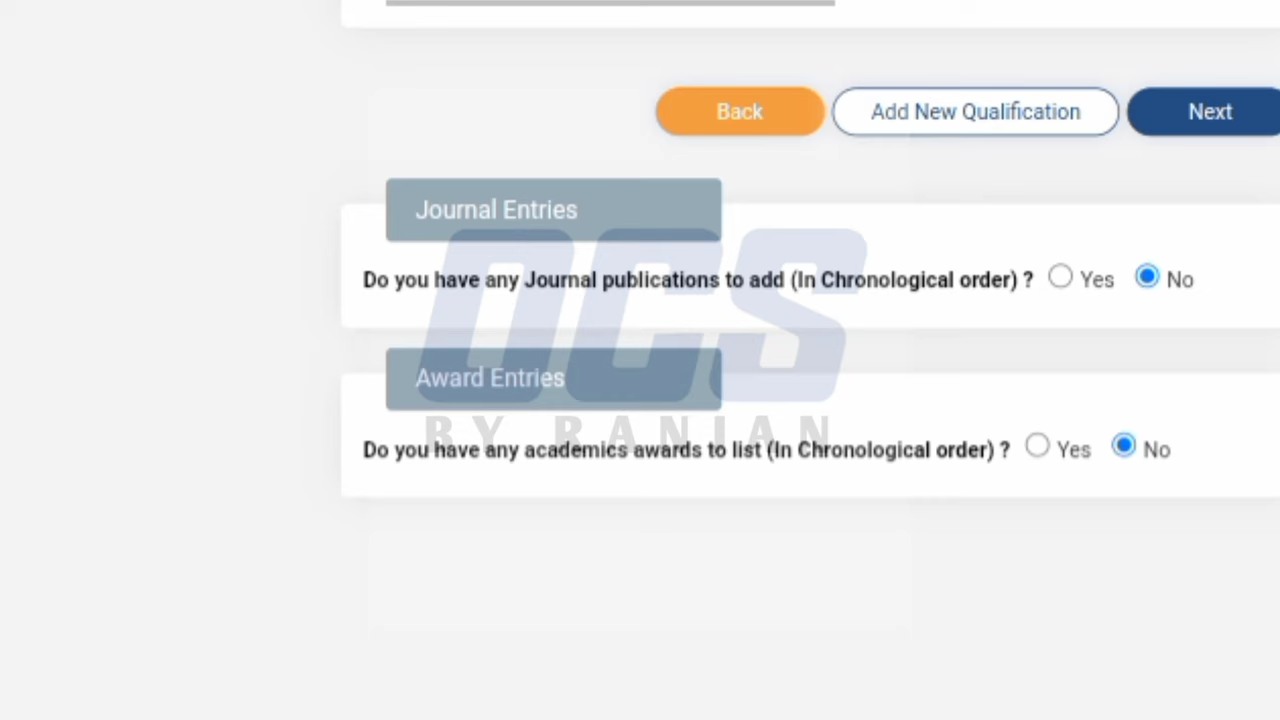 Back
Add New Qualification
Next
Journal Entries
Do you have any Journal publications to add (In Chronological order) ? Yes No
OCS
Award Entries
BY RANJAN
Do you have any academics awards to list (In Chronological order) ? Yes No